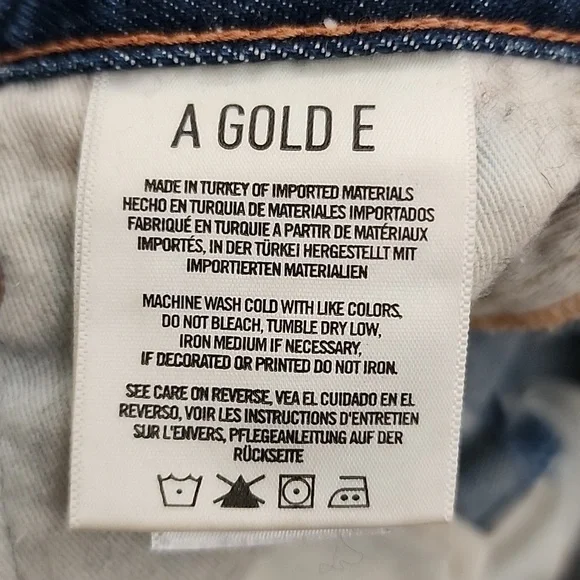 A GOLD E
MADE IN TURKEY OF IMPORTED MATERIALS
HECHO EN TURQUIA DE MATERIALES IMPORTADOS
FABRIQUÉ EN TURQUIE A PARTIR DE MATÉRIAUX
IMPORTÉS, IN DER TÜRKEI HERGESTELLT MIT
IMPORTIERTEN MATERIALIEN
MACHINE WASH COLD WITH LIKE COLORS,
DO NOT BLEACH, TUMBLE DRY LOW,
IRON MEDIUM IF NECESSARY,
IF DECORATED OR PRINTED DO NOT IRON.
SEE CARE ON REVERSE, VEA EL CUIDADO EN EL
REVERSO, VOIR LES INSTRUCTIONS D'ENTRETIEN
SUR L'ENVERS, PFLEGEANLEITUNG AUF DER
RÜCKSEITE